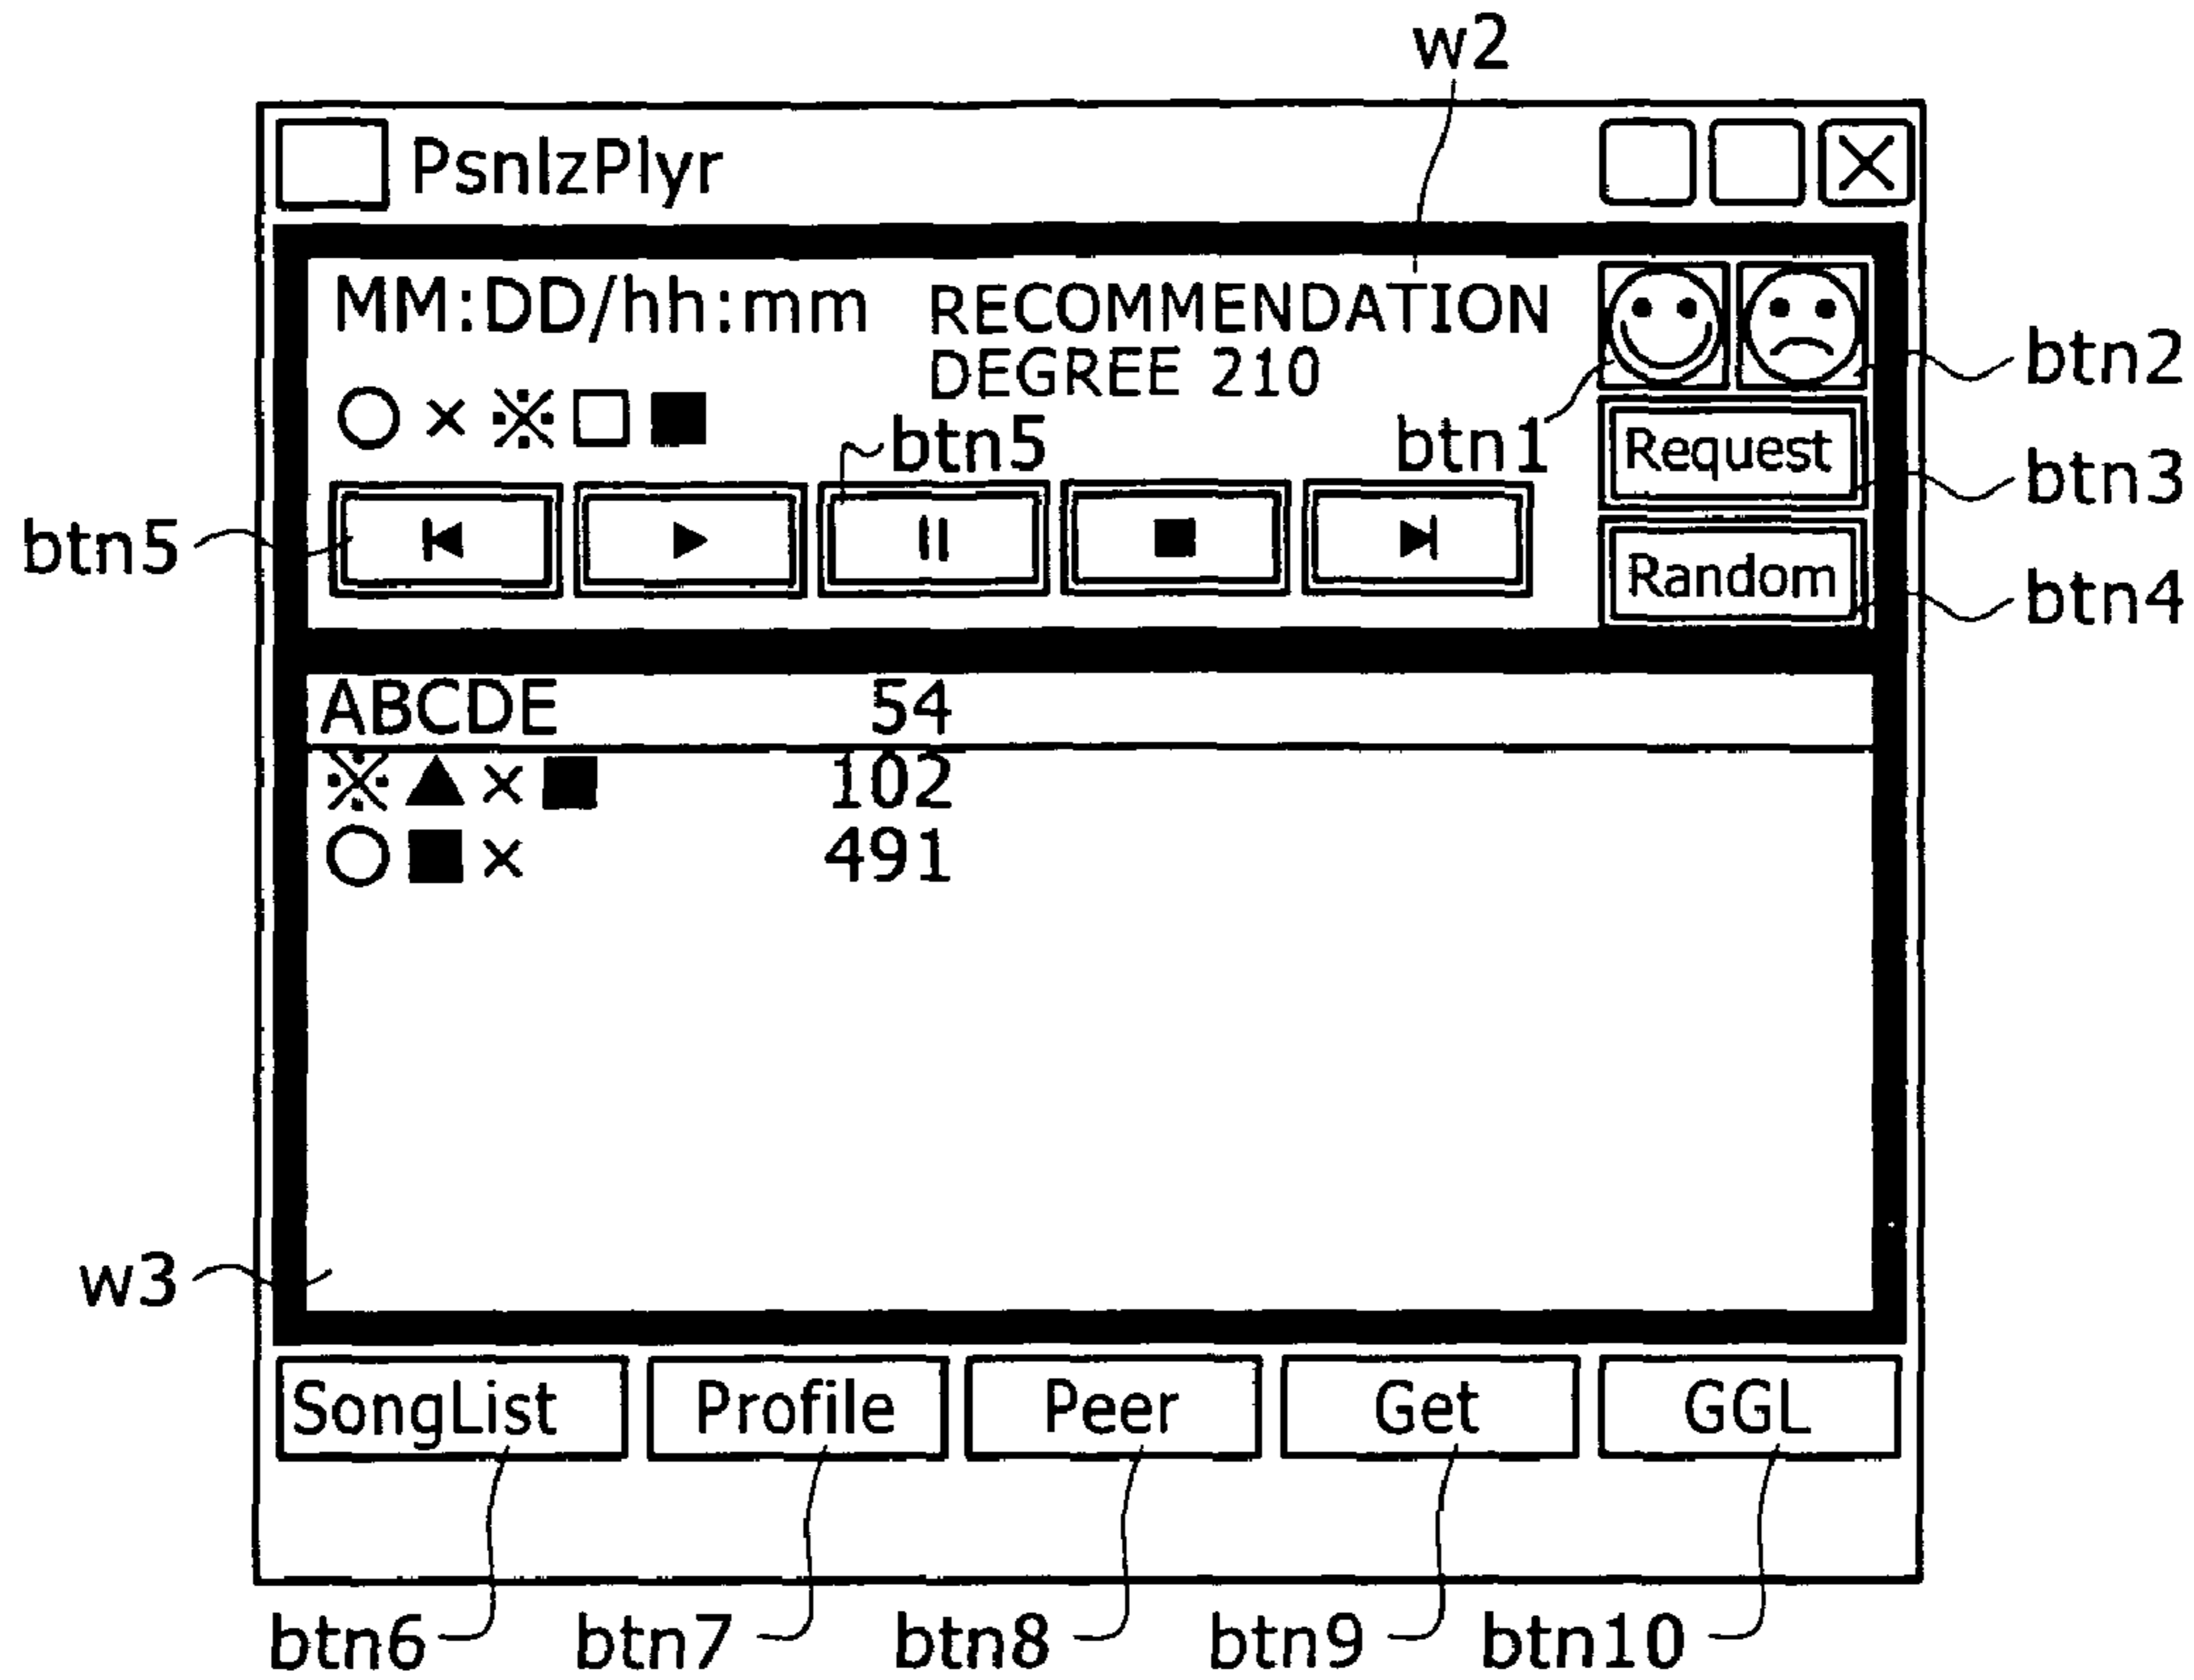 w2
PsnlzPlyr
MM:DD/hh:mm
RECOMMENDATION
DEGREE 210
○×※□■
btn5
btn1
btn2
Request
btn3
btn5
Random
btn4
ABCDE 54
※▲×■ 102
○■× 491
w3
SongList Profile Peer Get GGL
btn6 btn7 btn8 btn9 btn10